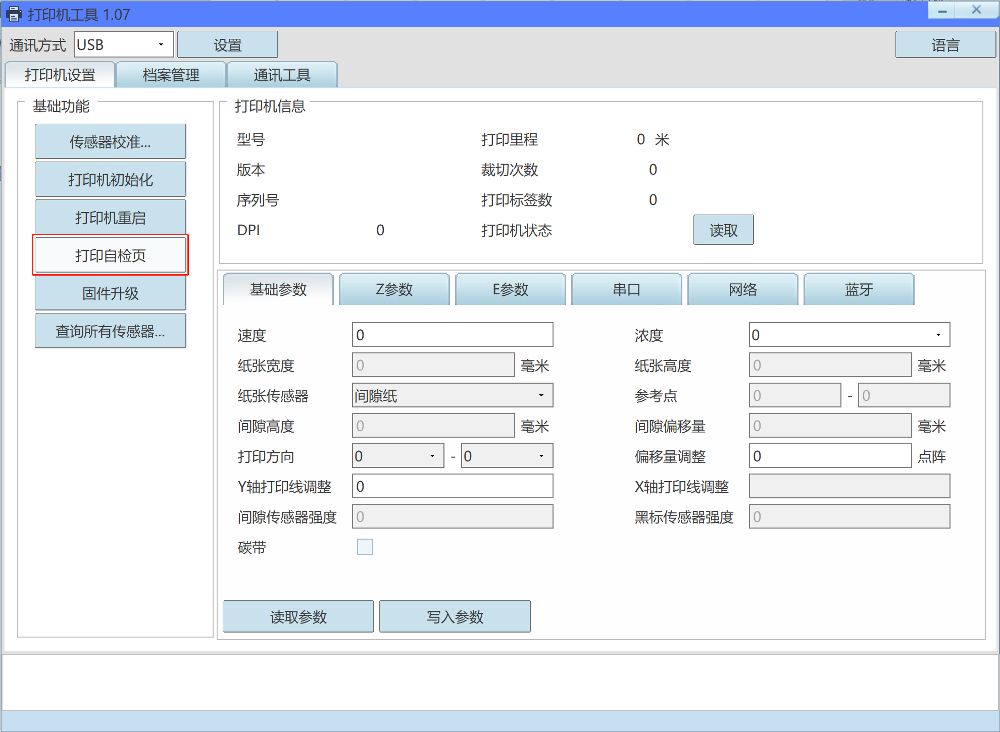 打印机工具 1.07
通讯方式 USB 设置 语言
打印机设置 档案管理 通讯工具
基础功能
传感器校准...
打印机初始化
打印机重启
打印自检页
固件升级
查询所有传感器...
打印机信息
型号 打印里程 0 米
版本 裁切次数 0
序列号 打印标签数 0
DPI 0 打印机状态 读取
基础参数 Z参数 E参数 串口 网络 蓝牙
速度 0 浓度 0
纸张宽度 0 毫米 纸张高度 0 毫米
纸张传感器 间隙纸 参考点 0 - 0
间隙高度 0 毫米 间隙偏移量 0 毫米
打印方向 0 - 0 偏移量调整 0 点阵
Y轴打印线调整 0 X轴打印线调整
间隙传感器强度 0 黑标传感器强度 0
碳带
读取参数 写入参数